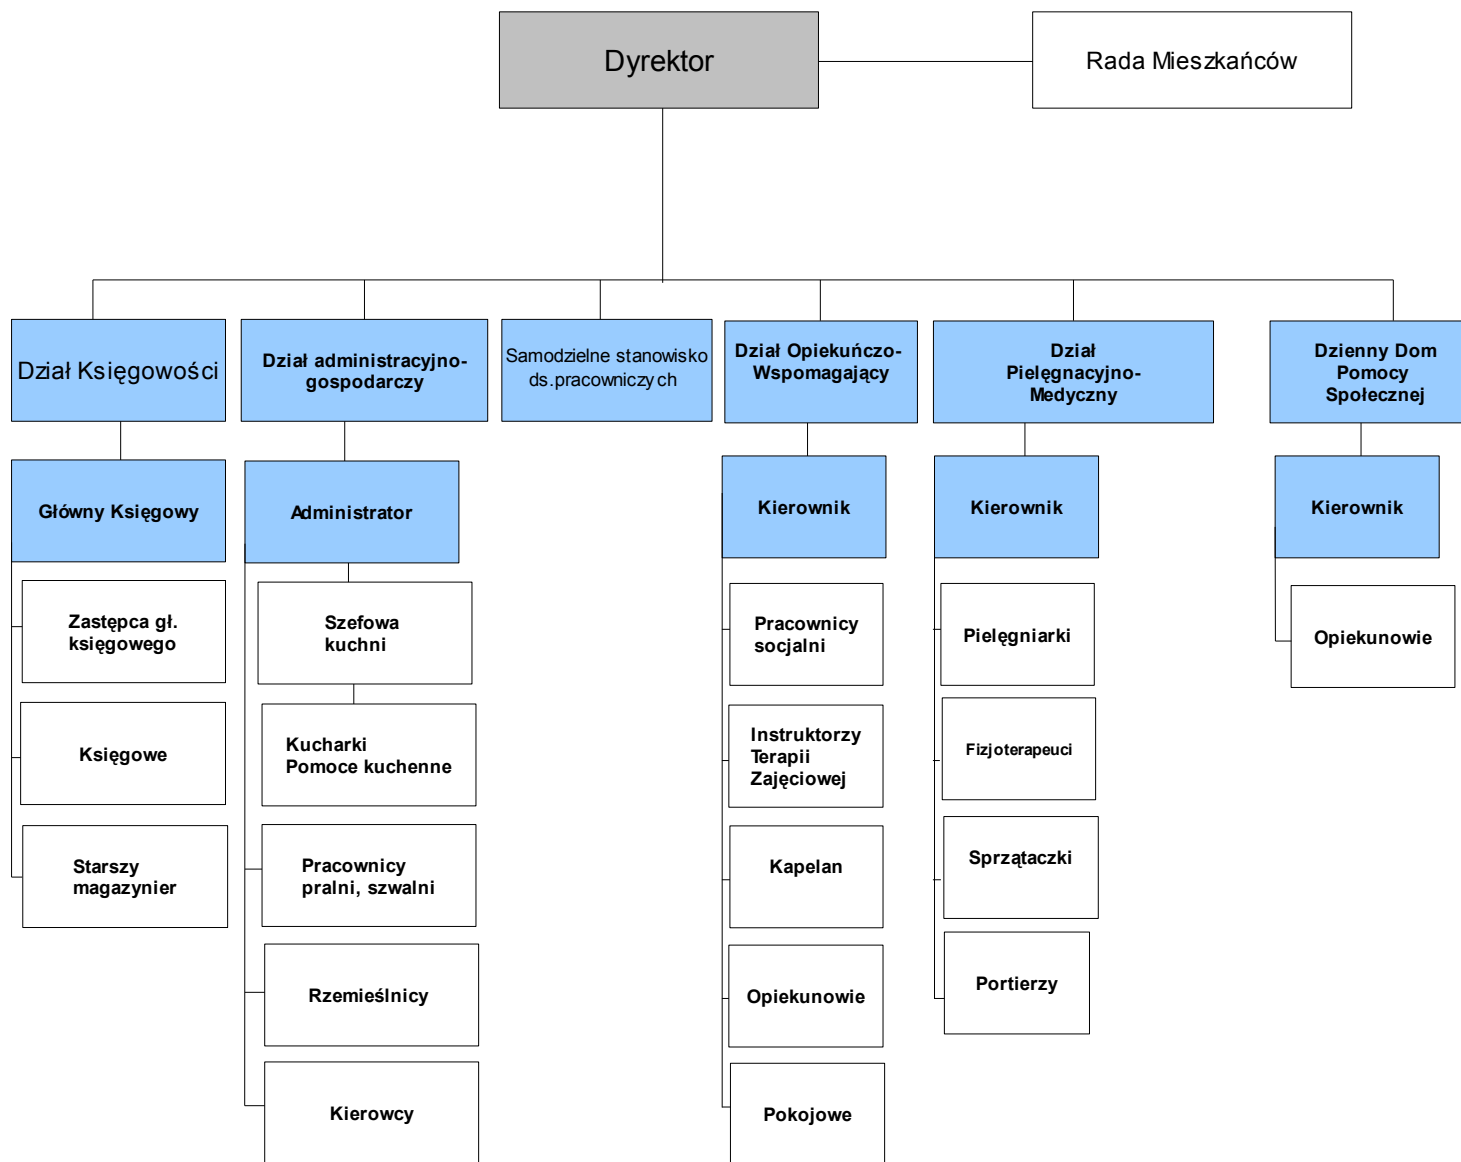 Dyrektor
Rada Mieszkańców
Dział Księgowości
Dział administracyjno-
gospodarczy
Samodzielne stanowisko
ds.pracowniczych
Dział Opiekuńczo-
Wspomagający
Dział
Pielęgnacyjno-
Medyczny
Dzienny Dom
Pomocy
Społecznej
Główny Księgowy
Administrator
Kierownik
Kierownik
Kierownik
Zastępca gł.
księgowego
Szefowa
kuchni
Pracownicy
socjalni
Pielęgniarki
Opiekunowie
Księgowe
Kucharki
Pomoce kuchenne
Instruktorzy
Terapii
Zajęciowej
Fizjoterapeuci
Starszy
magazynier
Pracownicy
pralni, szwalni
Kapelan
Sprzątaczki
Rzemieślnicy
Opiekunowie
Portierzy
Kierowcy
Pokojowe